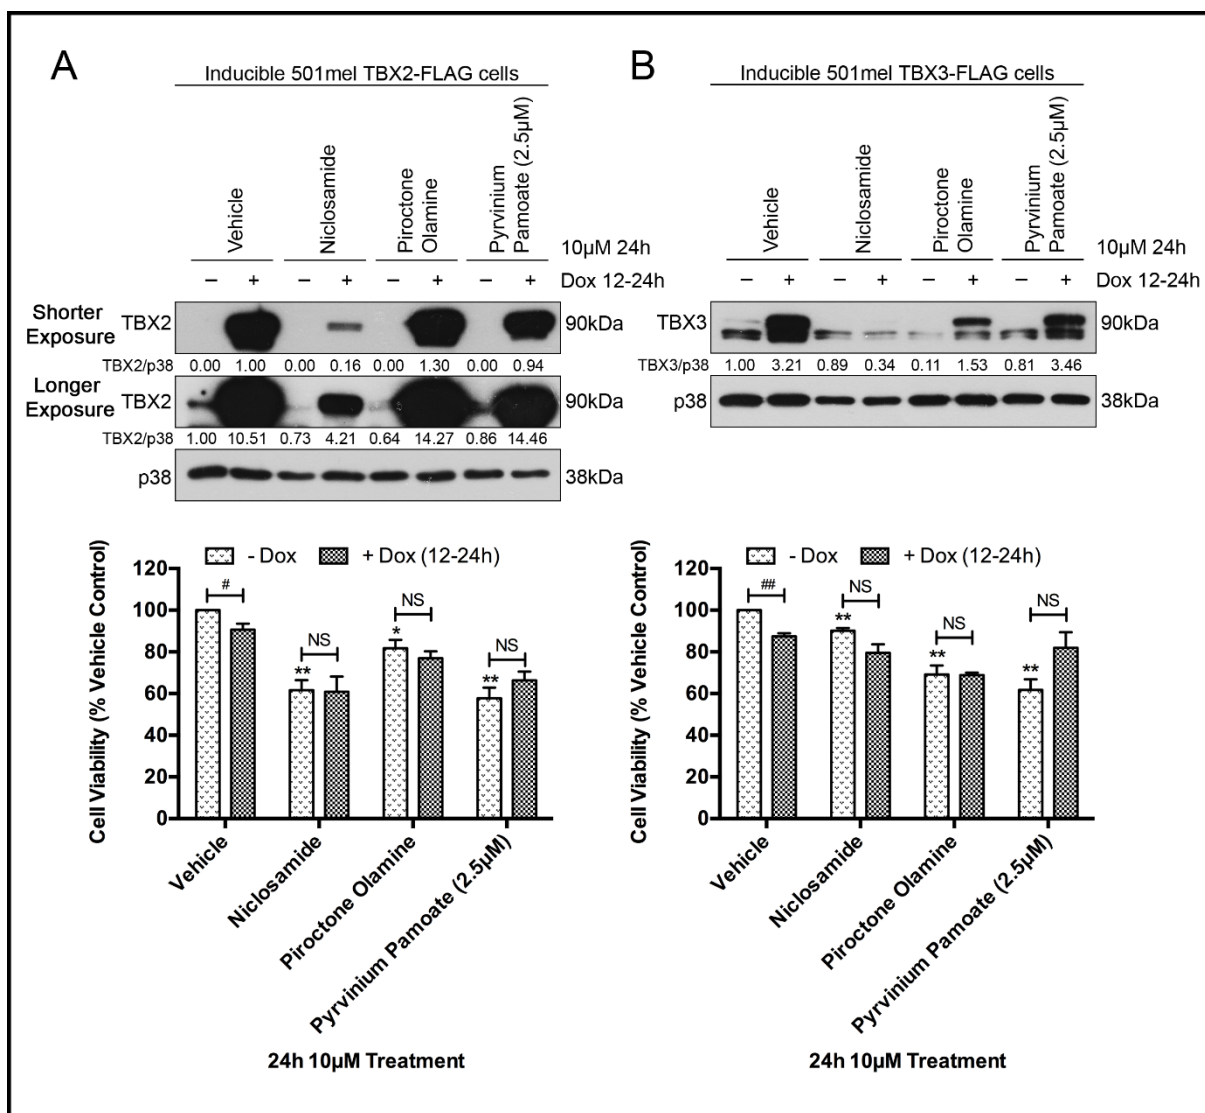 A
Inducible 501mel TBX2-FLAG cells
Vehicle
Niclosamide
Piroctone
Olamine
Pyrvinium
Pamoate (2.5µM)
10µM 24h
– + – + – + – + Dox 12-24h
Shorter
Exposure
TBX2
90kDa
TBX2/p38 0.00 1.00 0.00 0.16 0.00 1.30 0.00 0.94
Longer
Exposure
TBX2
90kDa
TBX2/p38 1.00 10.51 0.73 4.21 0.64 14.27 0.86 14.46
p38
38kDa
Cell Viability (% Vehicle Control)
- Dox
+ Dox (12-24h)
120
100
80
60
40
20
0
#
**
NS
*
NS
**
NS
Vehicle
Niclosamide
Piroctone Olamine
Pyrvinium Pamoate (2.5µM)
24h 10µM Treatment
B
Inducible 501mel TBX3-FLAG cells
Vehicle
Niclosamide
Piroctone
Olamine
Pyrvinium
Pamoate (2.5µM)
10µM 24h
– + – + – + – + Dox 12-24h
TBX3
90kDa
TBX3/p38 1.00 3.21 0.89 0.34 0.11 1.53 0.81 3.46
p38
38kDa
Cell Viability (% Vehicle Control)
- Dox
+ Dox (12-24h)
120
100
80
60
40
20
0
##
**
NS
**
NS
**
NS
Vehicle
Niclosamide
Piroctone Olamine
Pyrvinium Pamoate (2.5µM)
24h 10µM Treatment